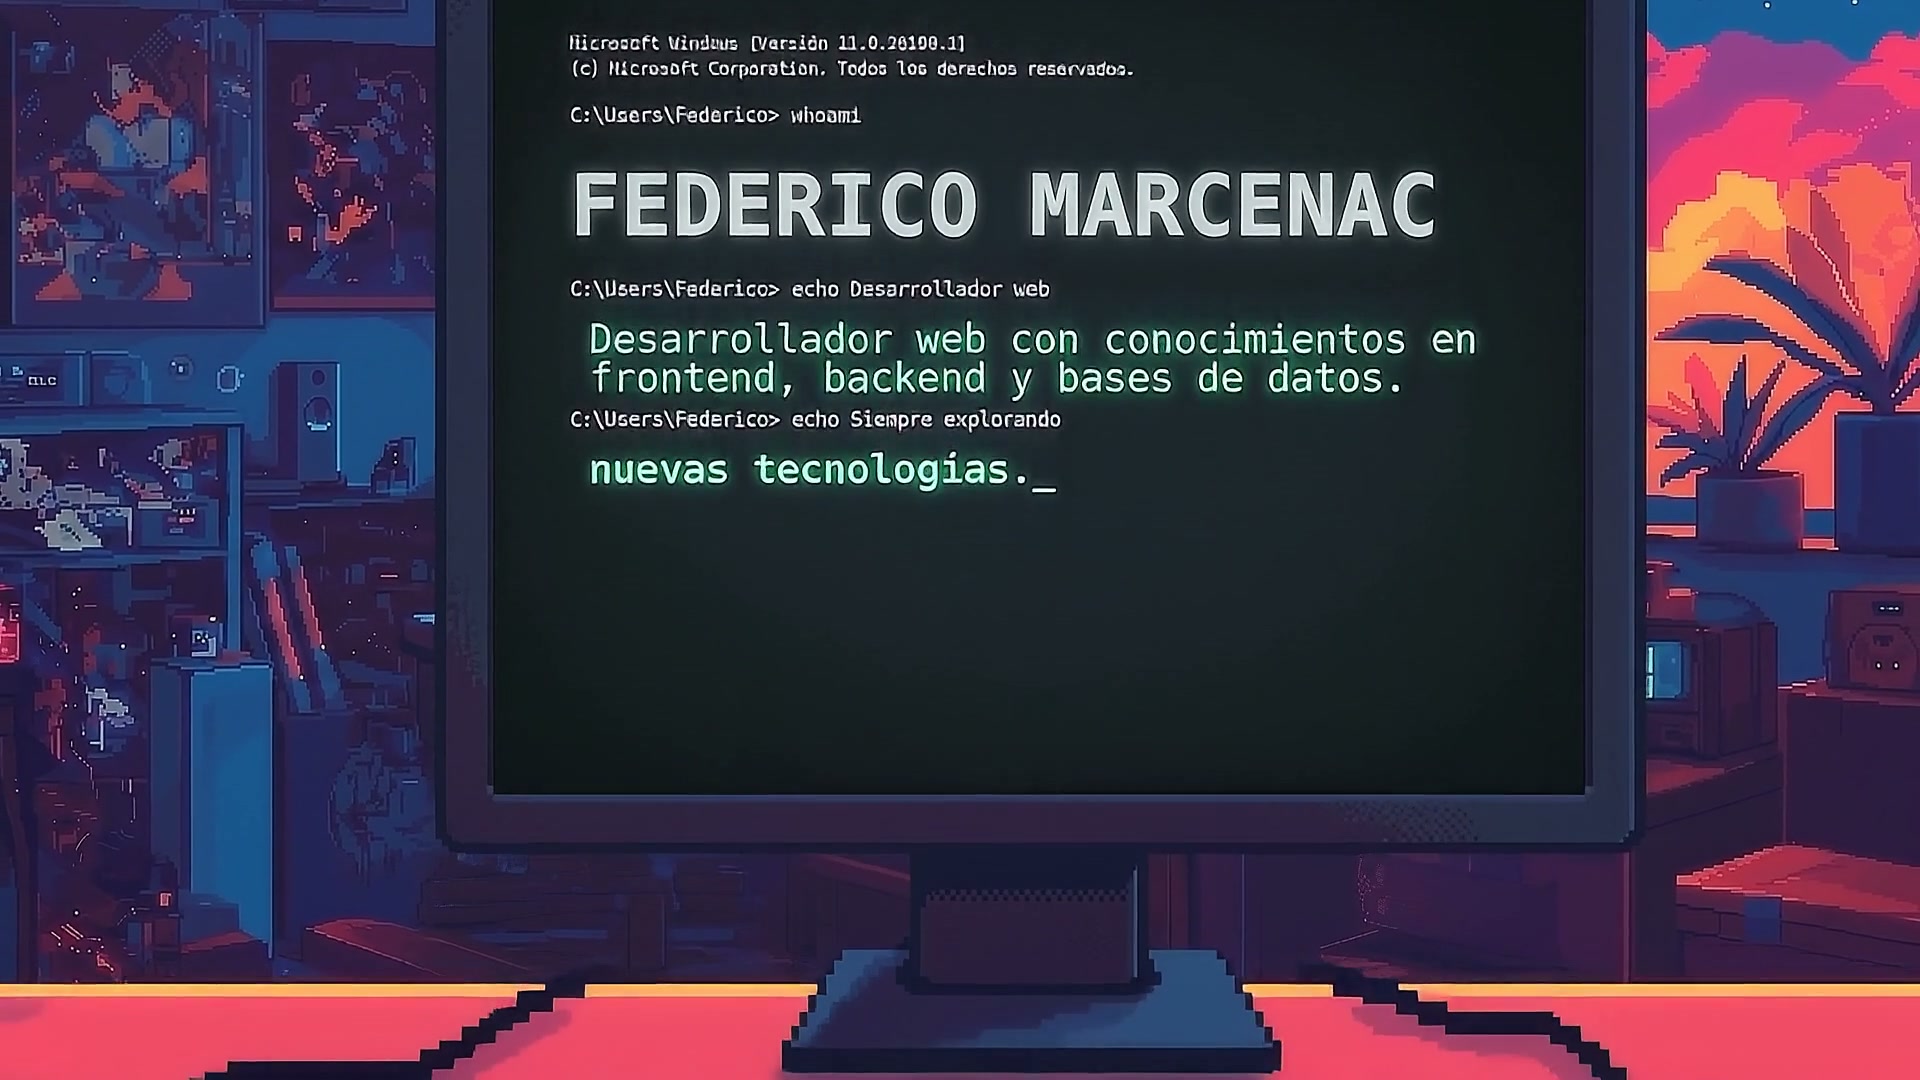 Microsoft Windows [Versión 11.0.26100.1]
(c) Microsoft Corporation. Todos los derechos reservados.
C:\Users\Federico> whoami
FEDERICO MARCENAC
C:\Users\Federico> echo Desarrollador web
Desarrollador web con conocimientos en
frontend, backend y bases de datos.
C:\Users\Federico> echo Siempre explorando
nuevas tecnologías._